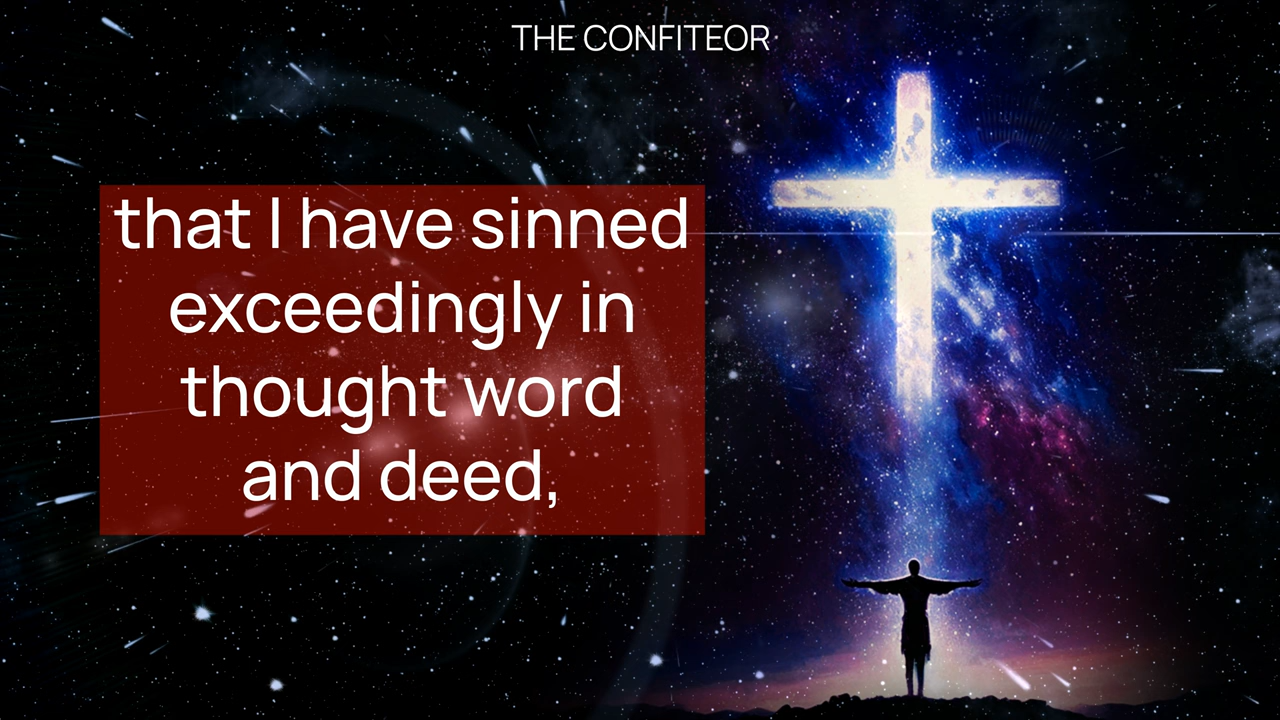 THE CONFITEOR
that I have sinned
exceedingly in
thought word
and deed,